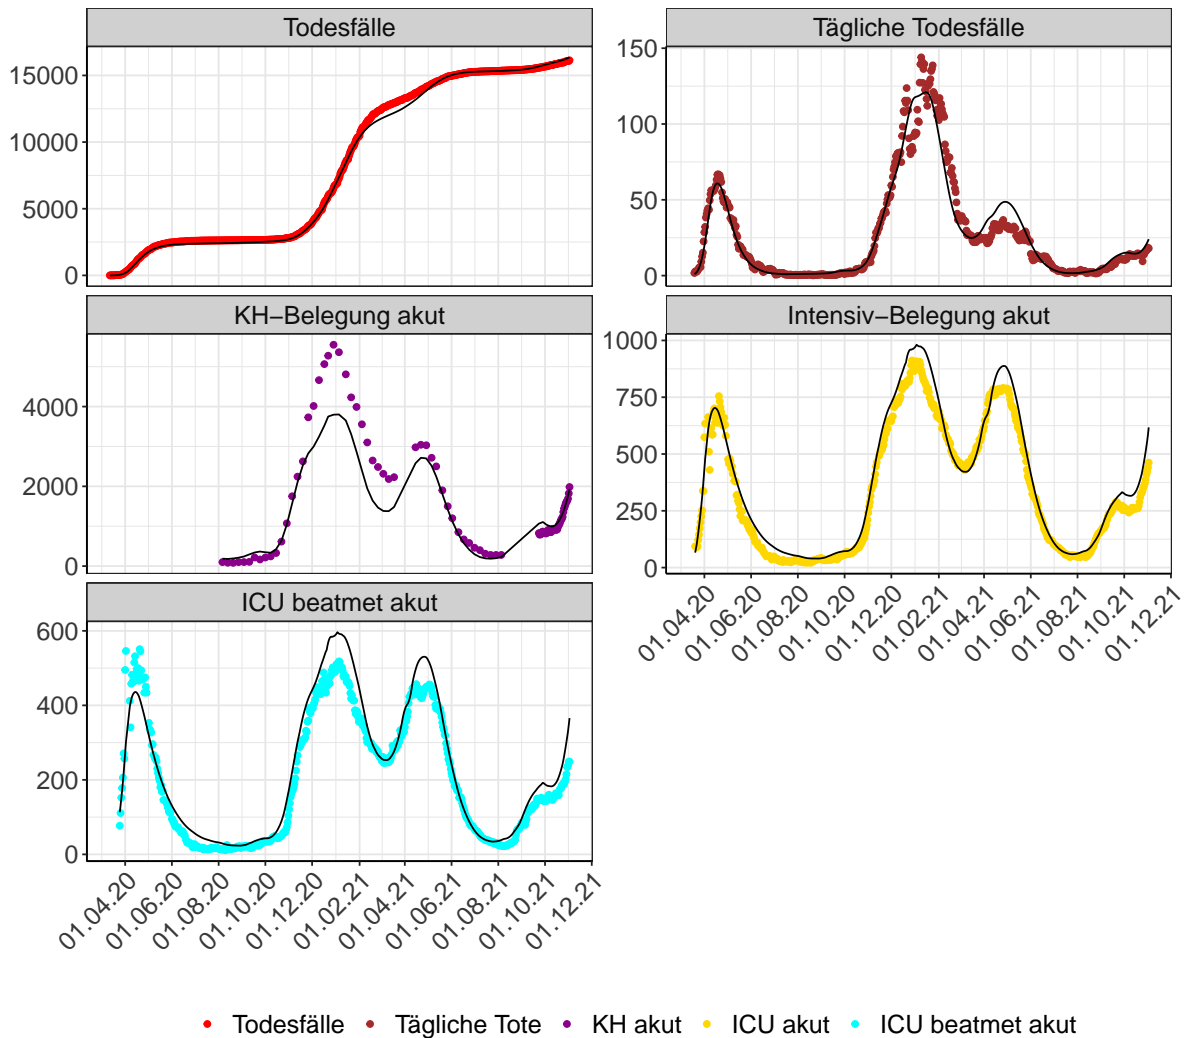 Todesfälle
Tägliche Todesfälle
15000
10000
5000
0
150
100
50
0
KH−Belegung akut
Intensiv−Belegung akut
4000
2000
0
1000
750
500
250
0
01.04.20 01.06.20 01.08.20 01.10.20 01.12.20 01.02.21 01.04.21 01.06.21 01.08.21 01.10.21 01.12.21
ICU beatmet akut
600
400
200
0
01.04.20 01.06.20 01.08.20 01.10.20 01.12.20 01.02.21 01.04.21 01.06.21 01.08.21 01.10.21 01.12.21
Todesfälle Tägliche Tote KH akut ICU akut ICU beatmet akut